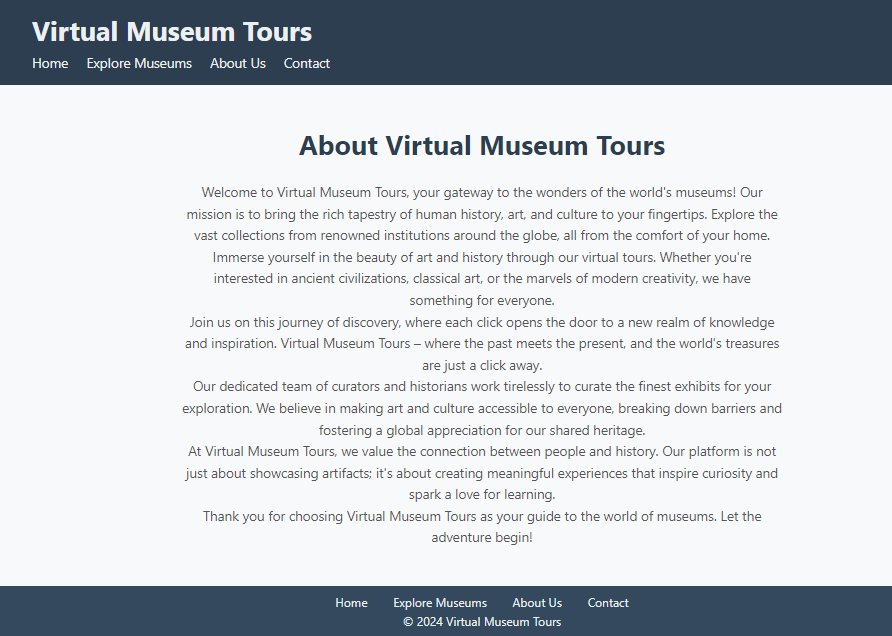 Virtual Museum Tours
Home Explore Museums About Us Contact
About Virtual Museum Tours
Welcome to Virtual Museum Tours, your gateway to the wonders of the world's museums! Our
mission is to bring the rich tapestry of human history, art, and culture to your fingertips. Explore the
vast collections from renowned institutions around the globe, all from the comfort of your home.
Immerse yourself in the beauty of art and history through our virtual tours. Whether you're
interested in ancient civilizations, classical art, or the marvels of modern creativity, we have
something for everyone.
Join us on this journey of discovery, where each click opens the door to a new realm of knowledge
and inspiration. Virtual Museum Tours – where the past meets the present, and the world's treasures
are just a click away.
Our dedicated team of curators and historians work tirelessly to curate the finest exhibits for your
exploration. We believe in making art and culture accessible to everyone, breaking down barriers and
fostering a global appreciation for our shared heritage.
At Virtual Museum Tours, we value the connection between people and history. Our platform is not
just about showcasing artifacts; it's about creating meaningful experiences that inspire curiosity and
spark a love for learning.
Thank you for choosing Virtual Museum Tours as your guide to the world of museums. Let the
adventure begin!
Home Explore Museums About Us Contact
© 2024 Virtual Museum Tours